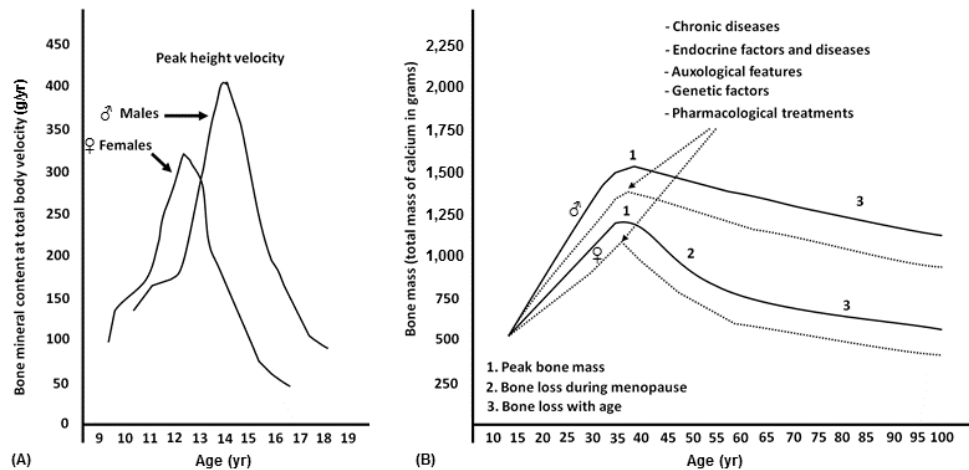 Bone mineral content at total body velocity (g/yr)
450
400
350
300
250
200
150
100
50
0
Peak height velocity
♂ Males
♀ Females
9 10 11 12 13 14 15 16 17 18 19
(A) Age (yr)
Bone mass (total mass of calcium in grams)
2,250
2,000
1,750
1,500
1,250
1,000
750
500
250
- Chronic diseases
- Endocrine factors and diseases
- Auxological features
- Genetic factors
- Pharmacological treatments
1
3
♂
1
♀
2
3
1. Peak bone mass
2. Bone loss during menopause
3. Bone loss with age
10 20 25 30 35 45 50 55 60 65 70 75 80 85 90 95 100
(B) Age (yr)